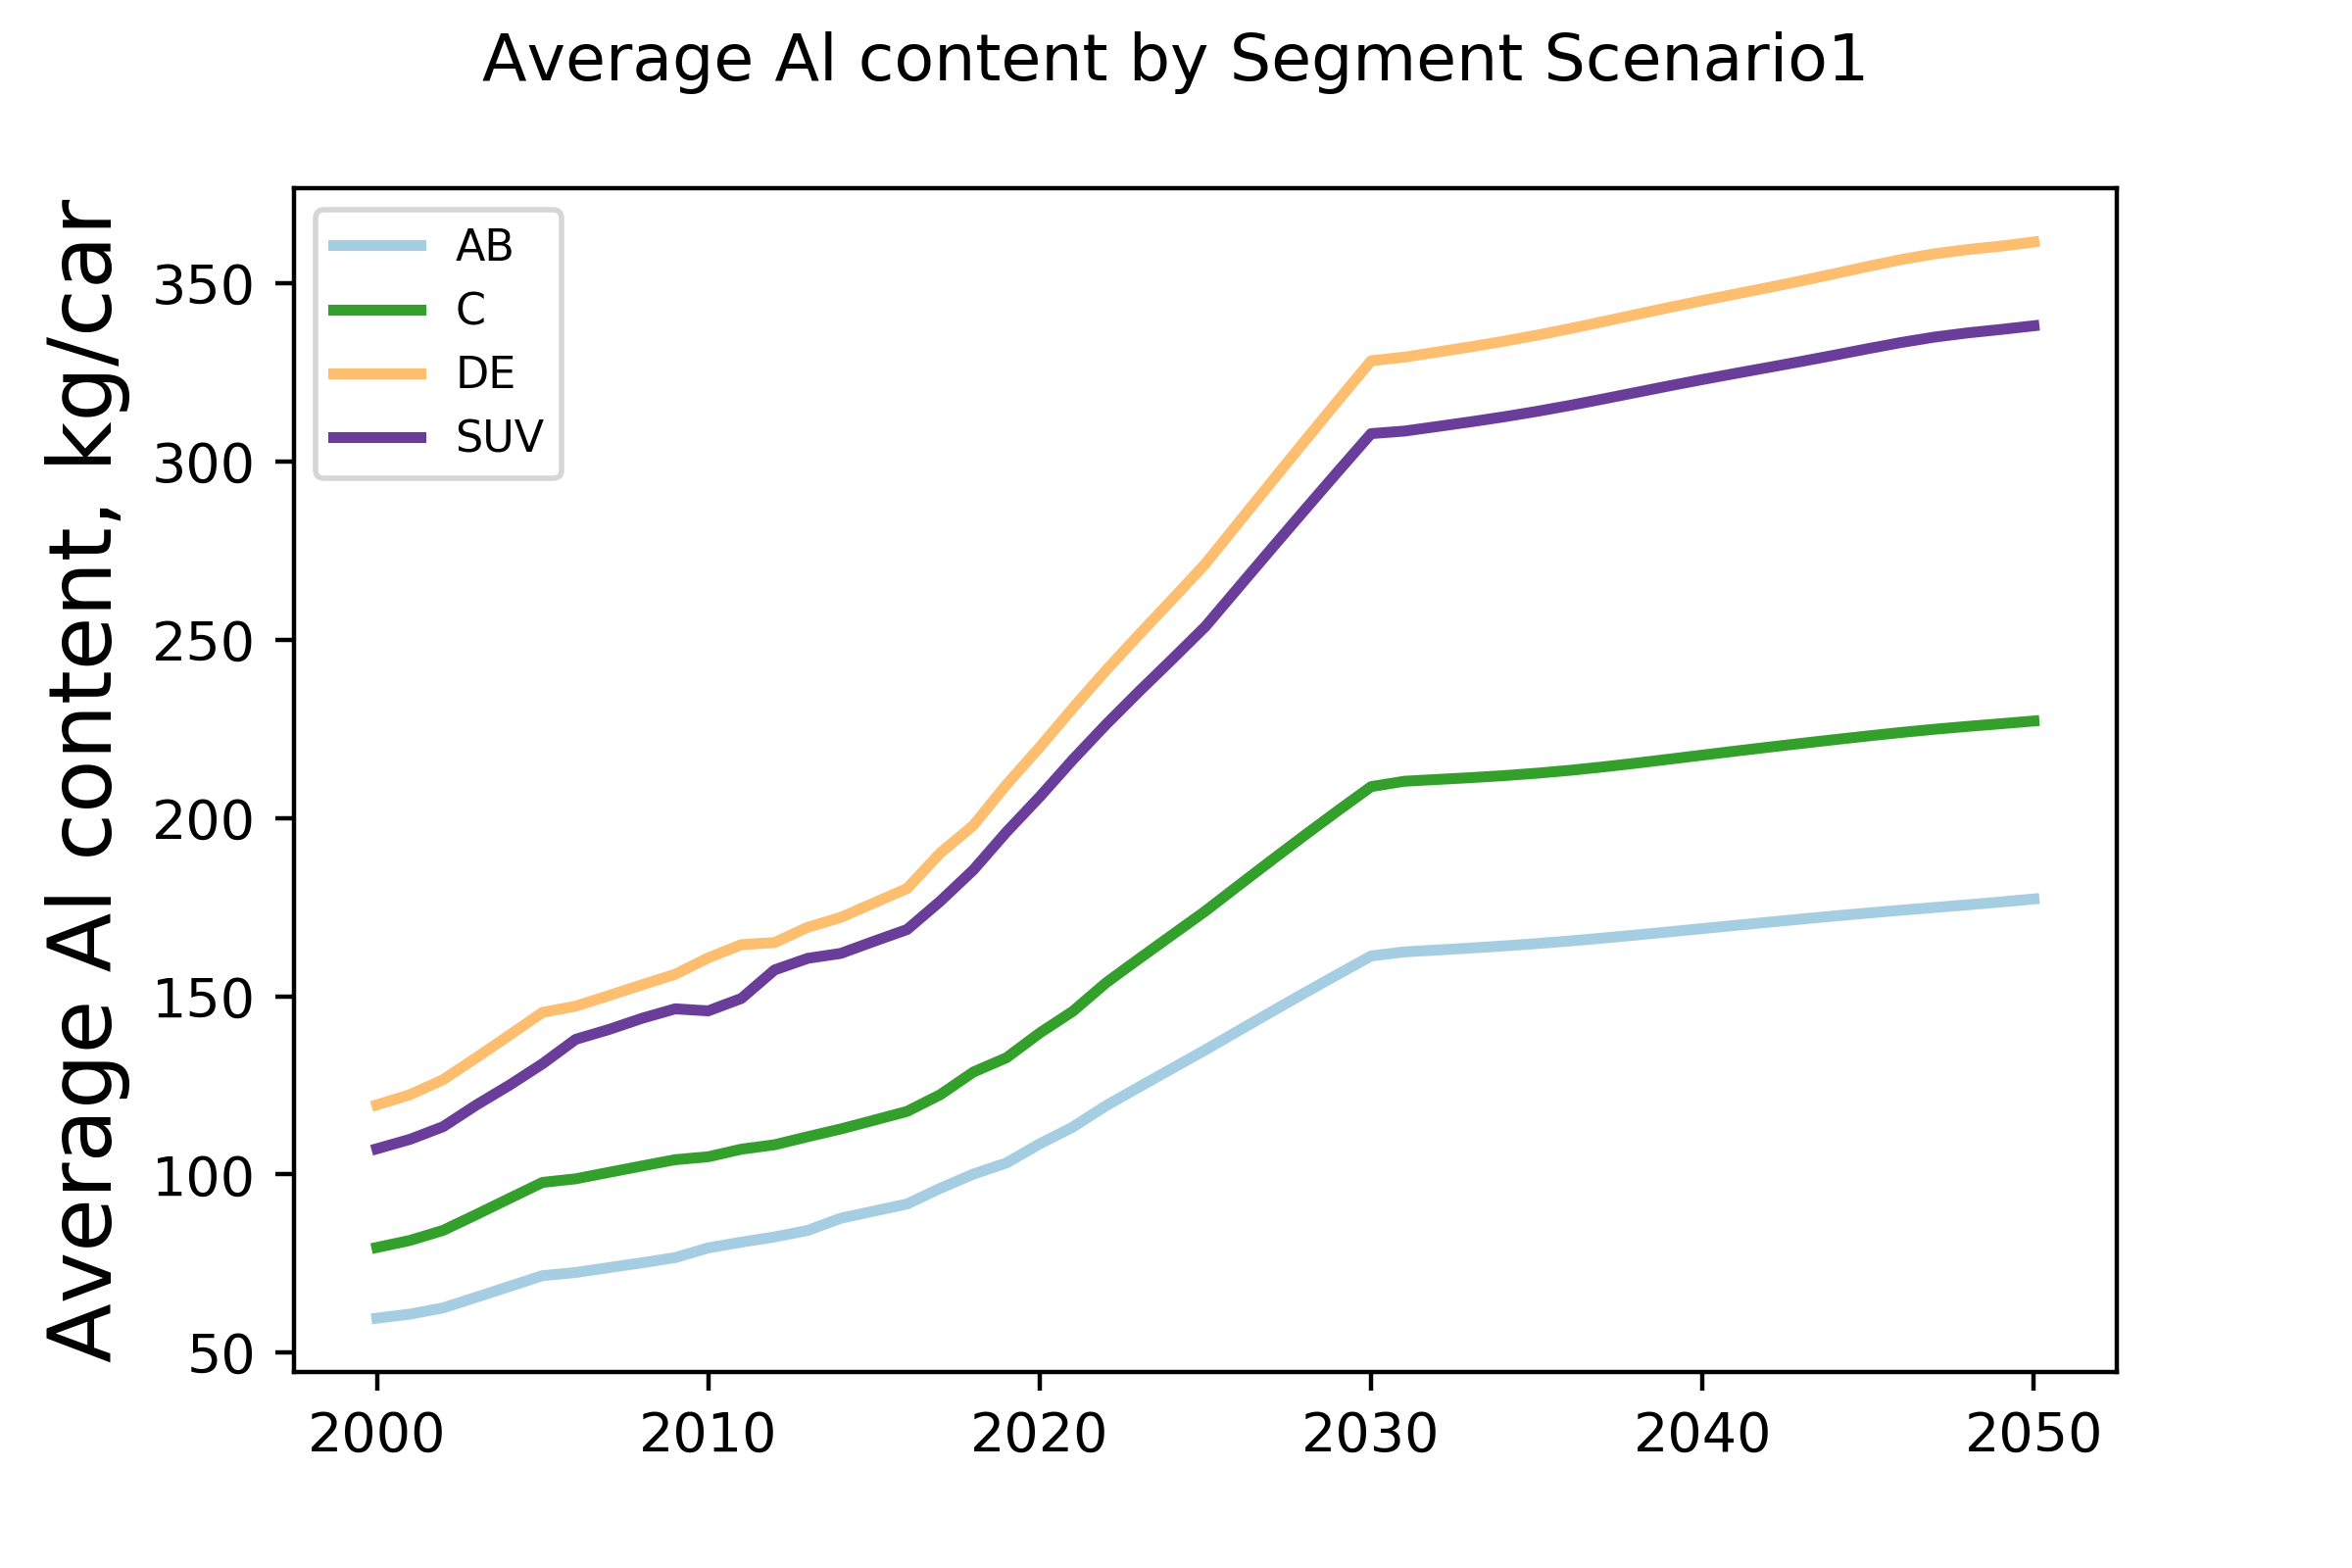 Average Al content by Segment Scenario1
Average Al content, kg/car
350
300
250
200
150
100
50
AB
C
DE
SUV
2000 2010 2020 2030 2040 2050